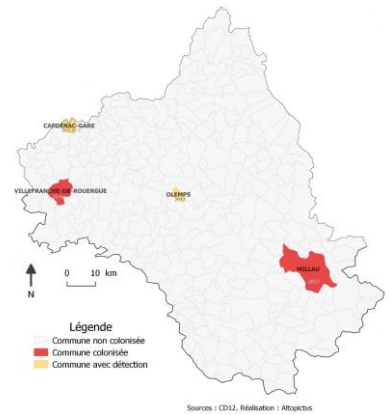 CAPDENAC-GARE
VILLEFRANCHE-DE-ROUERGUE
OLEMPS
MILLAU
2017
0 10 km
N
Légende
Commune non colonisée
Commune colonisée
Commune avec détection
Sources : CD12. Réalisation : Altopictus